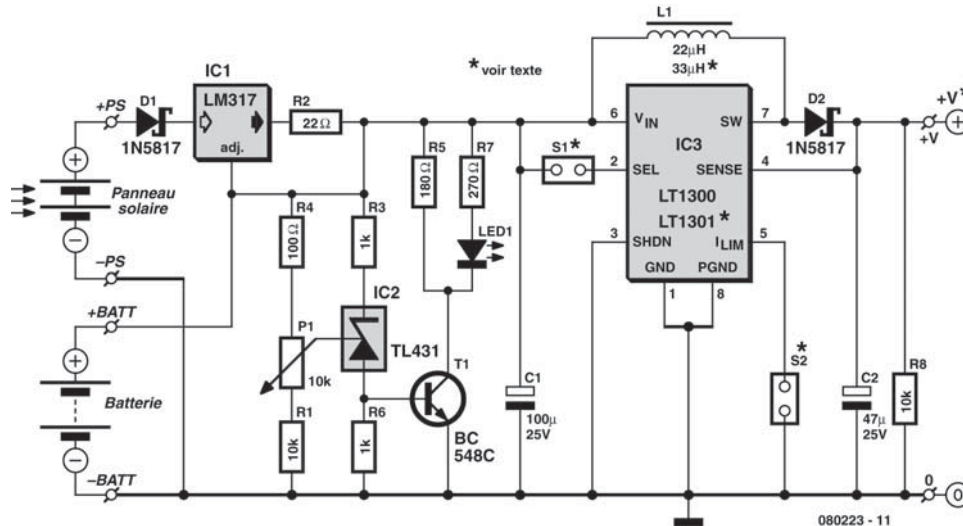 L1
22µH
33µH*
* voir texte
IC1
D1
+PS
LM317
R2
22Ω
adj.
1N5817
R5
180Ω
R7
270Ω
LED1
S1*
6
VIN
SW
7
D2
1N5817
+V*
+V
2
SEL
IC3
SENSE
4
LT1300
LT1301*
3
SHDN
ILIM
5
GND
PGND
1
8
Panneau
solaire
–PS
R4
100Ω
R3
1k
+BATT
IC2
TL431
P1
10k
T1
BC
548C
Batterie
R1
10k
R6
1k
C1
100µ
25V
S2
*
C2
47µ
25V
R8
10k
–BATT
0
0
080223 - 11